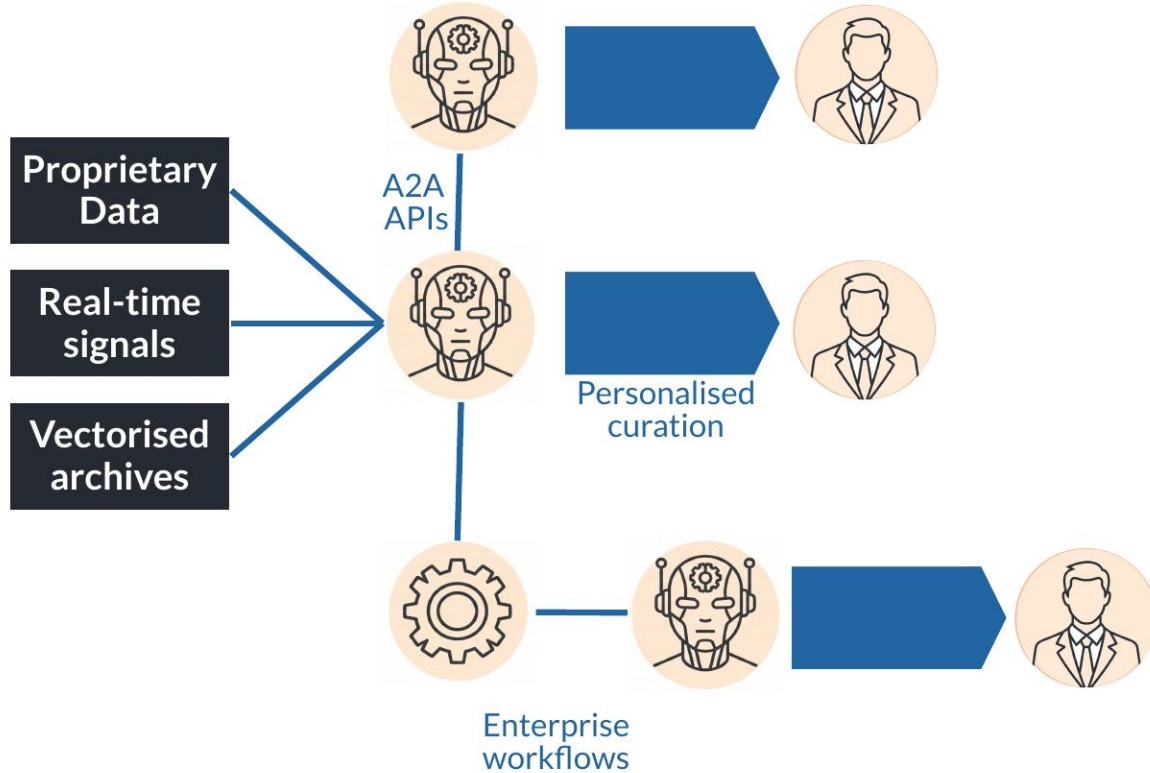 Proprietary
Data
A2A
APIs
Real-time
signals
Personalised
curation
Vectorised
archives
Enterprise
workflows